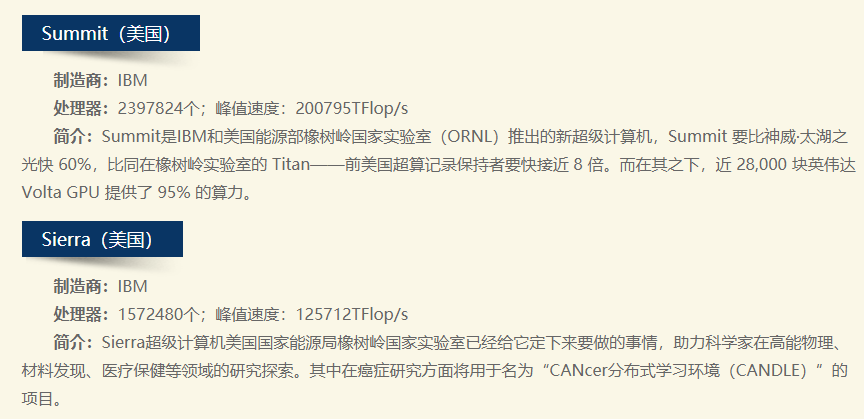 Summit（美国）
制造商：IBM
处理器：2397824个；峰值速度：200795TFlop/s
简介：Summit是IBM和美国能源部橡树岭国家实验室（ORNL）推出的新超级计算机，Summit 要比神威·太湖之
光快 60%，比同在橡树岭实验室的 Titan——前美国超算记录保持者要快接近 8 倍。而在其之下，近 28,000 块英伟达
Volta GPU 提供了 95% 的算力。
Sierra（美国）
制造商：IBM
处理器：1572480个；峰值速度：125712TFlop/s
简介：Sierra超级计算机美国国家能源局橡树岭国家实验室已经给它定下来要做的事情，助力科学家在高能物理、
材料发现、医疗保健等领域的研究探索。其中在癌症研究方面将用于名为“CANcer分布式学习环境（CANDLE）”的
项目。